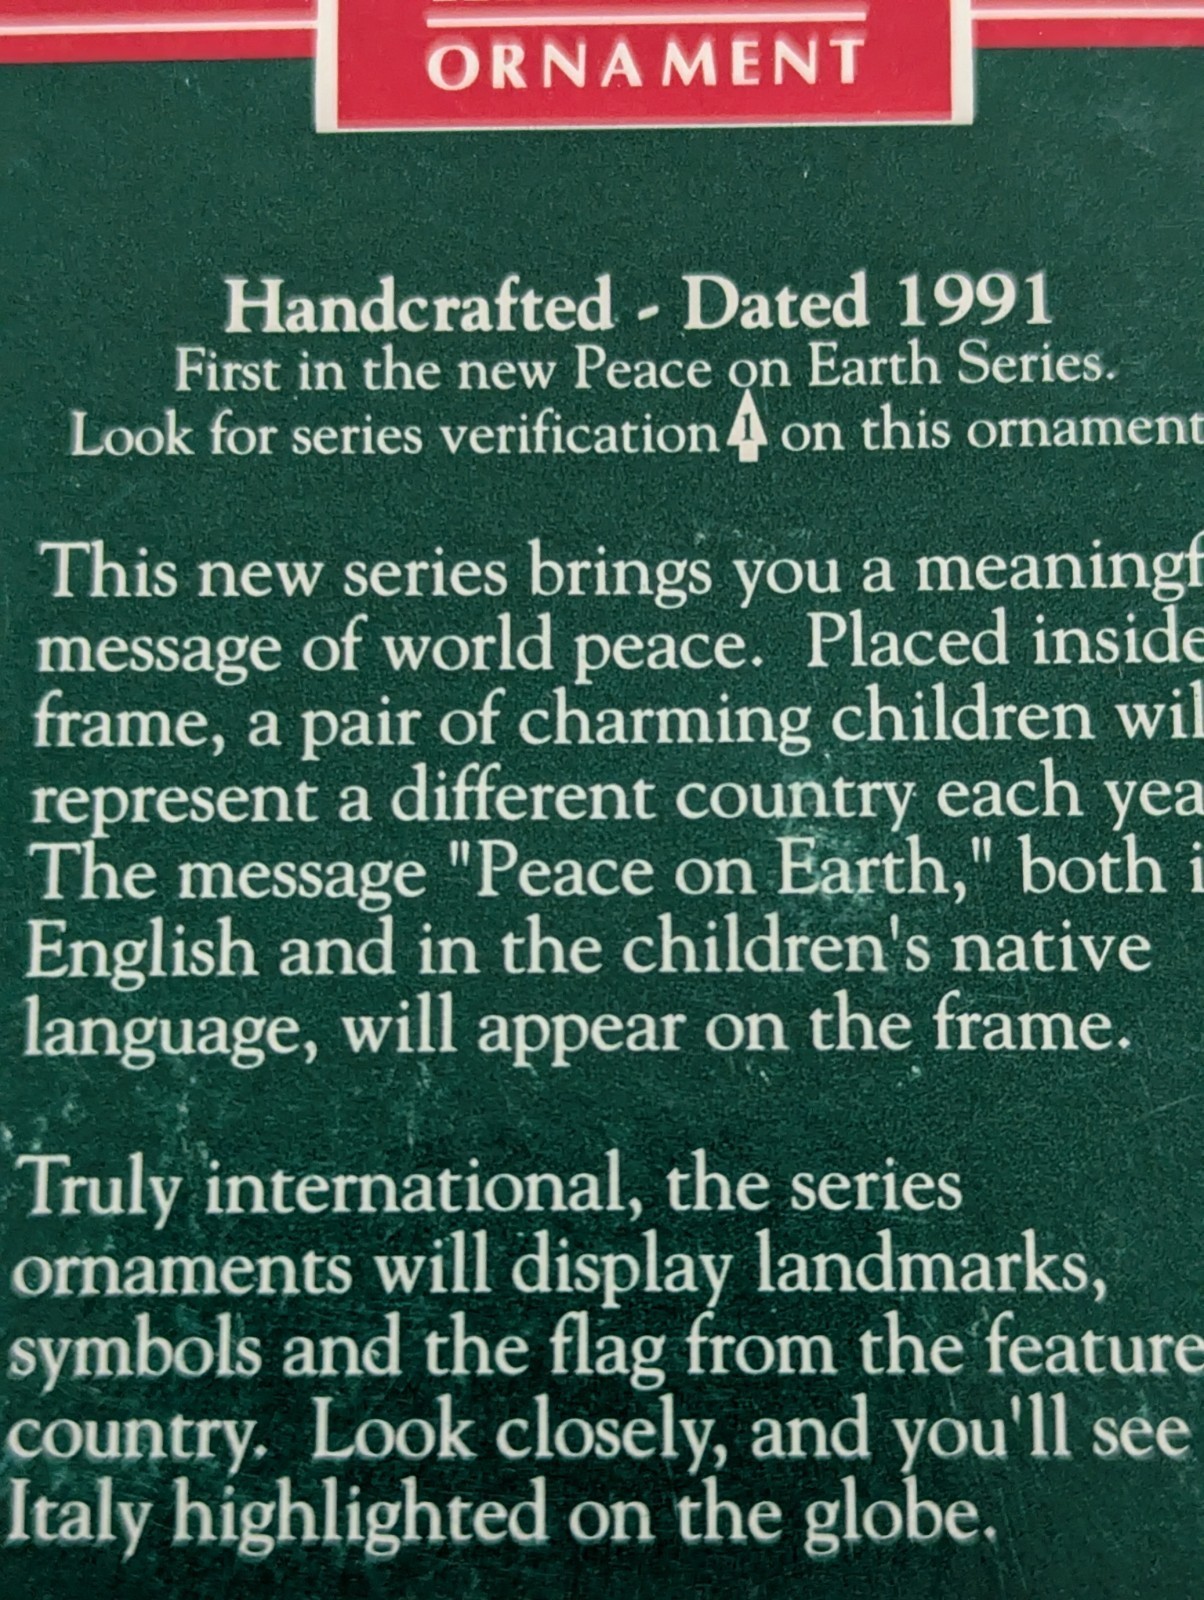 ORNAMENT
Handcrafted - Dated 1991
First in the new Peace on Earth Series.
Look for series verification 1 on this ornament
This new series brings you a
message of world peace. Placed inside
frame, a pair of charming children
represent a different country each
The message "Peace on Earth," both
English and in the children's native
language, will appear on the frame.
Truly international, the series
ornaments will display landmarks,
symbols and the flag from the
country. Look closely, and you'll see
Italy highlighted on the globe.